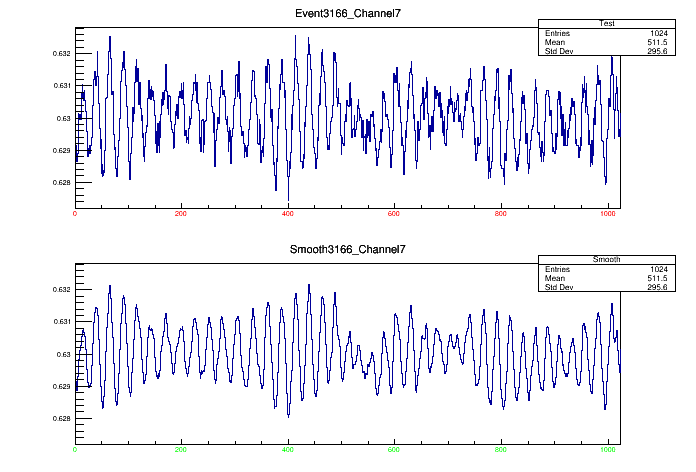 Event3166_Channel7
Test
Entries 1024
Mean 511.5
Std Dev 295.6
0.632
0.631
0.63
0.629
0.628
0 200 400 600 800 1000
Smooth3166_Channel7
Smooth
Entries 1024
Mean 511.5
Std Dev 295.6
0.632
0.631
0.63
0.629
0.628
0 200 400 600 800 1000